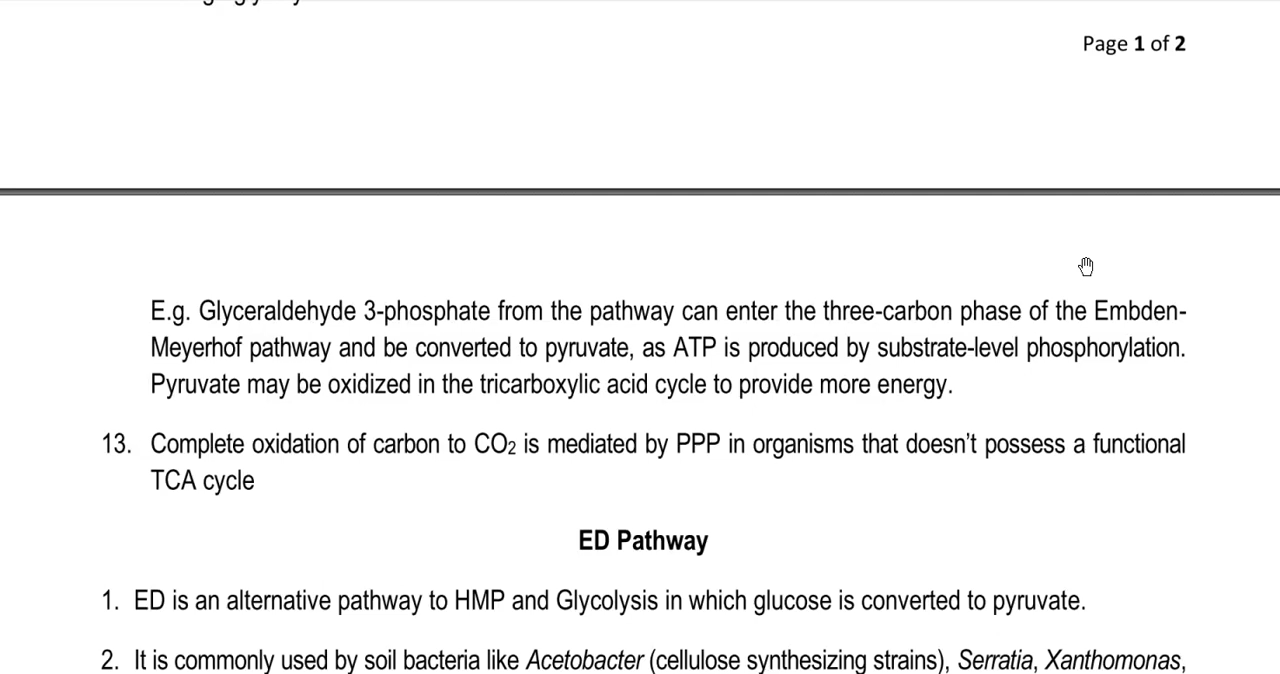 Page 1 of 2
E.g. Glyceraldehyde 3-phosphate from the pathway can enter the three-carbon phase of the Embden-
Meyerhof pathway and be converted to pyruvate, as ATP is produced by substrate-level phosphorylation.
Pyruvate may be oxidized in the tricarboxylic acid cycle to provide more energy.
13. Complete oxidation of carbon to CO2 is mediated by PPP in organisms that doesn't possess a functional
TCA cycle
ED Pathway
1. ED is an alternative pathway to HMP and Glycolysis in which glucose is converted to pyruvate.
2. It is commonly used by soil bacteria like Acetobacter (cellulose synthesizing strains), Serratia, Xanthomonas,